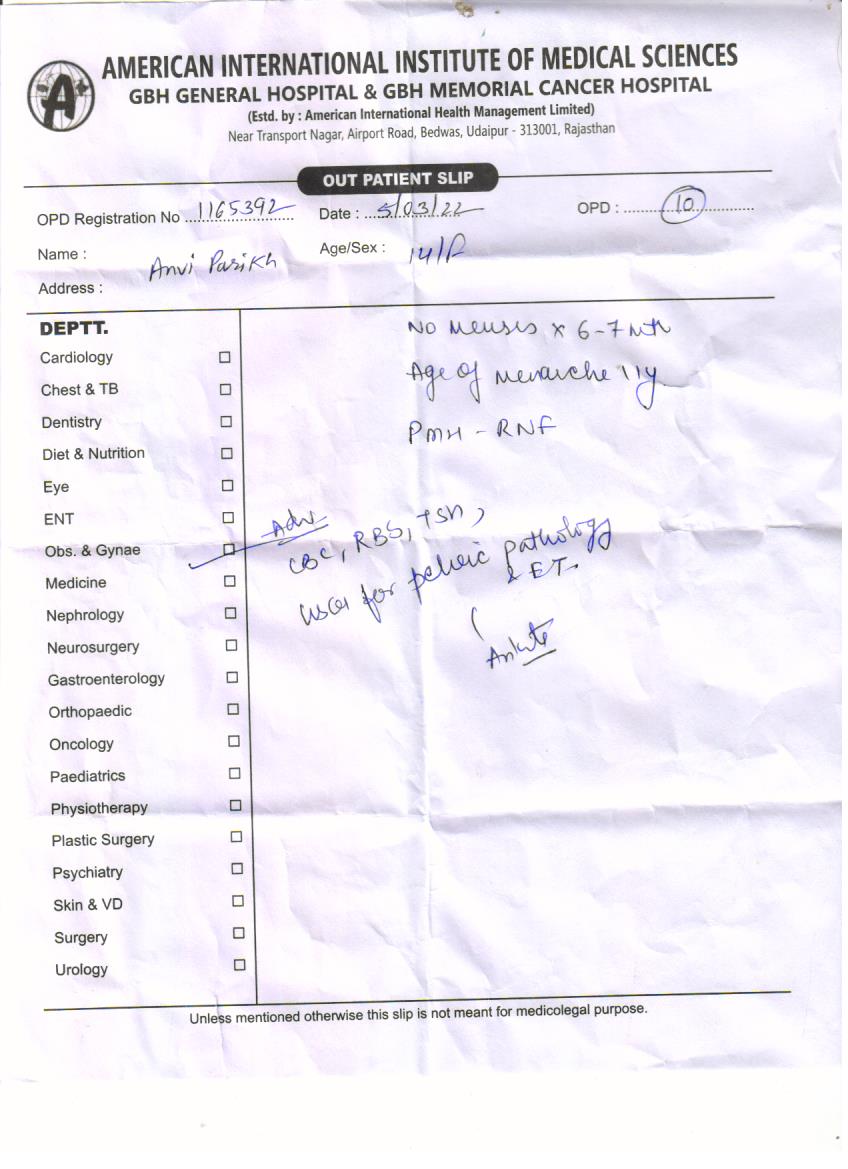 AMERICAN INTERNATIONAL INSTITUTE OF MEDICAL SCIENCES
GBH GENERAL HOSPITAL & GBH MEMORIAL CANCER HOSPITAL
(Estd. by : American International Health Management Limited)
Near Transport Nagar, Airport Road, Bedwas, Udaipur - 313001, Rajasthan
OUT PATIENT SLIP
OPD Registration No 1165392 Date : 5/03/22 OPD : 10
Name : Anvi Parikh Age/Sex : 14/F
Address :
DEPTT.
Cardiology
Chest & TB
Dentistry
Diet & Nutrition
Eye
ENT
Obs. & Gynae
Medicine
Nephrology
Neurosurgery
Gastroenterology
Orthopaedic
Oncology
Paediatrics
Physiotherapy
Plastic Surgery
Psychiatry
Skin & VD
Surgery
Urology
No menses x 6-7 mth
Age of menarche 11y
PMH - RNF
Adv
CBC, RBS, TSH,
for pelvic pathology
& ET.
Unless mentioned otherwise this slip is not meant for medicolegal purpose.